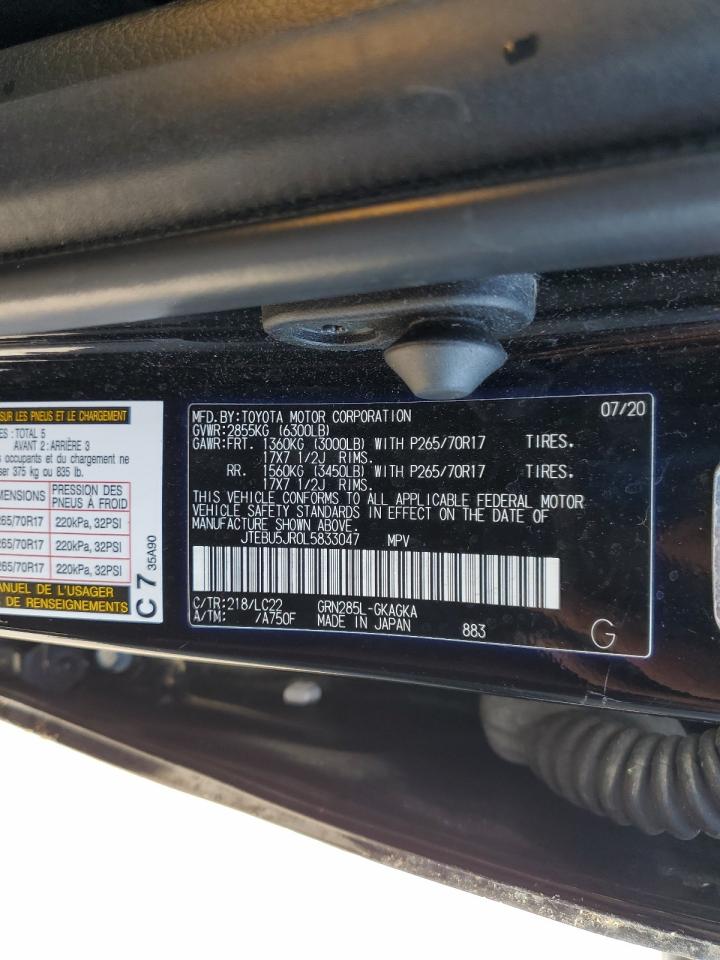 SUR LES PNEUS ET LE CHARGEMENT
: TOTAL 5
AVANT 2: ARRIÈRE 3
occupants et du chargement ne
375 kg ou 835 lb.
PRESSION DES
PNEUS À FROID
265/70R17 220kPa, 32PSI
265/70R17 220kPa, 32PSI
265/70R17 220kPa, 32PSI
DE L'USAGER
DE RENSEIGNEMENTS
C 7 35A90
MFD.BY:TOYOTA MOTOR CORPORATION 07/20
GVWR:2855KG (6300LB)
GAWR:FRT. 1360KG (3000LB) WITH P265/70R17 TIRES.
17X7 1/2J RIMS.
RR. 1560KG (3450LB) WITH P265/70R17 TIRES.
17X7 1/2J RIMS.
THIS VEHICLE CONFORMS TO ALL APPLICABLE FEDERAL MOTOR
VEHICLE SAFETY STANDARDS IN EFFECT ON THE DATE OF
MANUFACTURE SHOWN ABOVE.
JTEBU5JR0L5833047 MPV
C/TR:218/LC22 GRN285L-GKAGKA
A/TM: /A750F MADE IN JAPAN 883
G